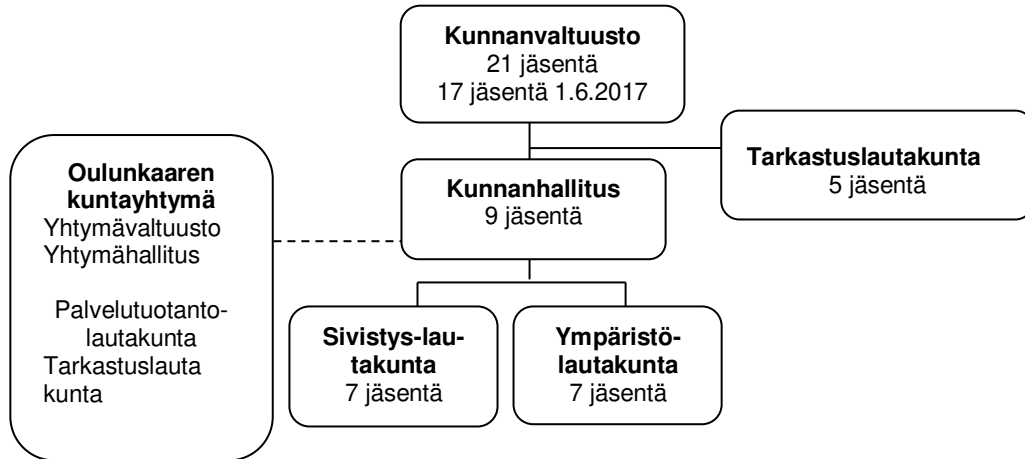 Kunnanvaltuusto
21 jäsentä
17 jäsentä 1.6.2017
Tarkastuslautakunta
5 jäsentä
Oulunkaaren
kuntayhtymä
Yhtymävaltuusto
Yhtymähallitus
Palvelutuotanto-
lautakunta
Tarkastuslauta
kunta
Kunnanhallitus
9 jäsentä
Sivistys-lau-
takunta
7 jäsentä
Ympäristö-
lautakunta
7 jäsentä